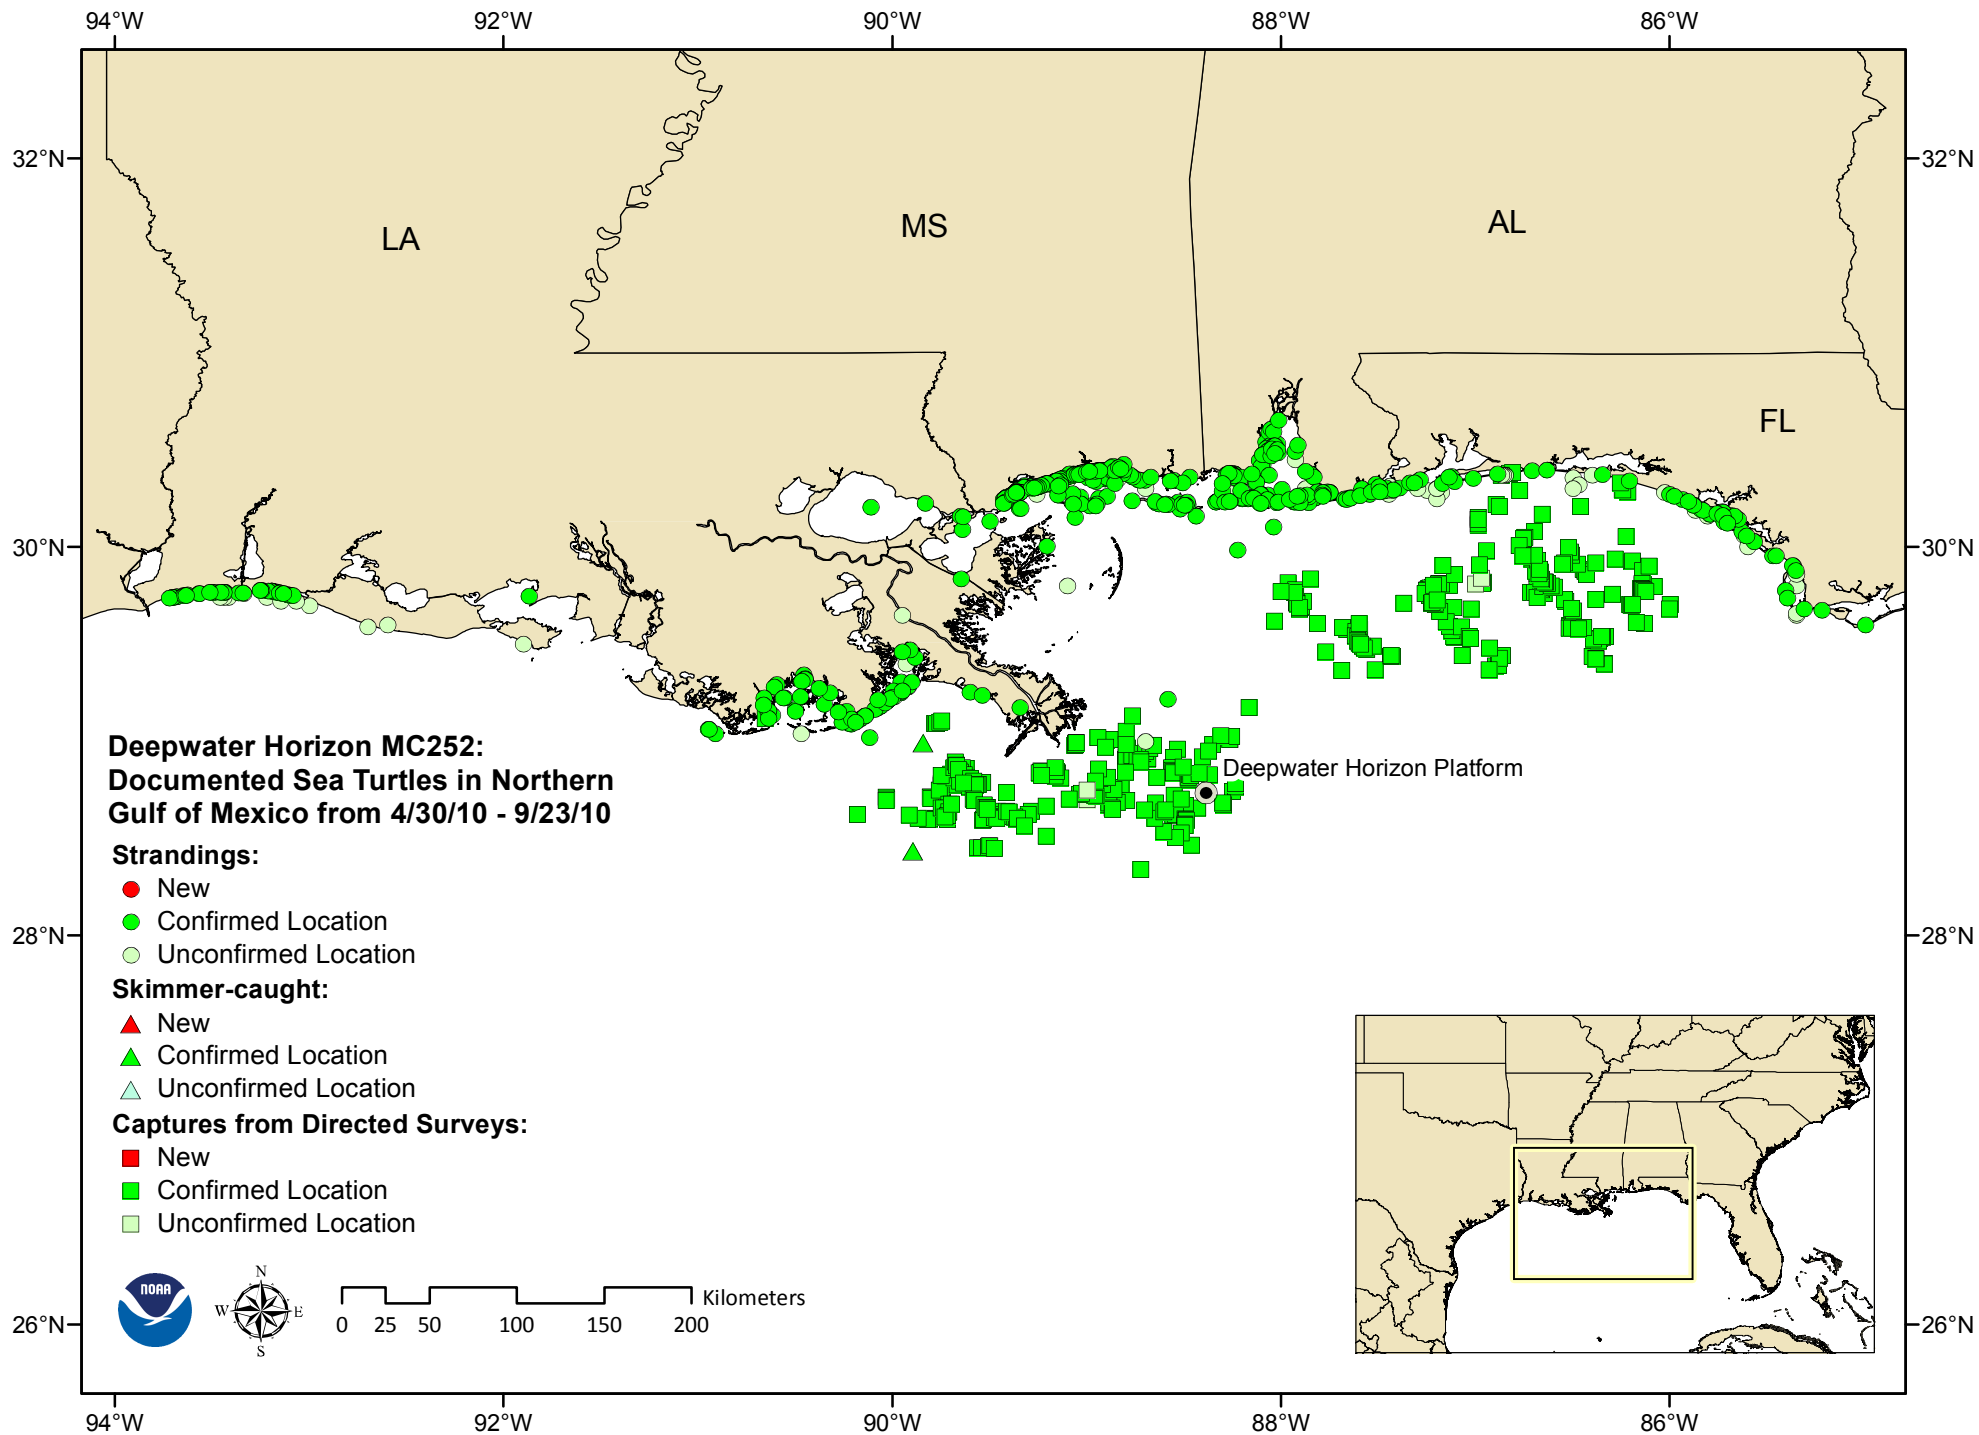 94°W 92°W 90°W 88°W 86°W
32°N 32°N
LA
MS
AL
FL
30°N 30°N
Deepwater Horizon Platform
Deepwater Horizon MC252:
Documented Sea Turtles in Northern
Gulf of Mexico from 4/30/10 - 9/23/10
Strandings:
New
Confirmed Location
Unconfirmed Location
28°N 28°N
Skimmer-caught:
New
Confirmed Location
Unconfirmed Location
Captures from Directed Surveys:
New
Confirmed Location
Unconfirmed Location
NOAA
N
W E
S
Kilometers
0 25 50 100 150 200
26°N 26°N
94°W 92°W 90°W 88°W 86°W